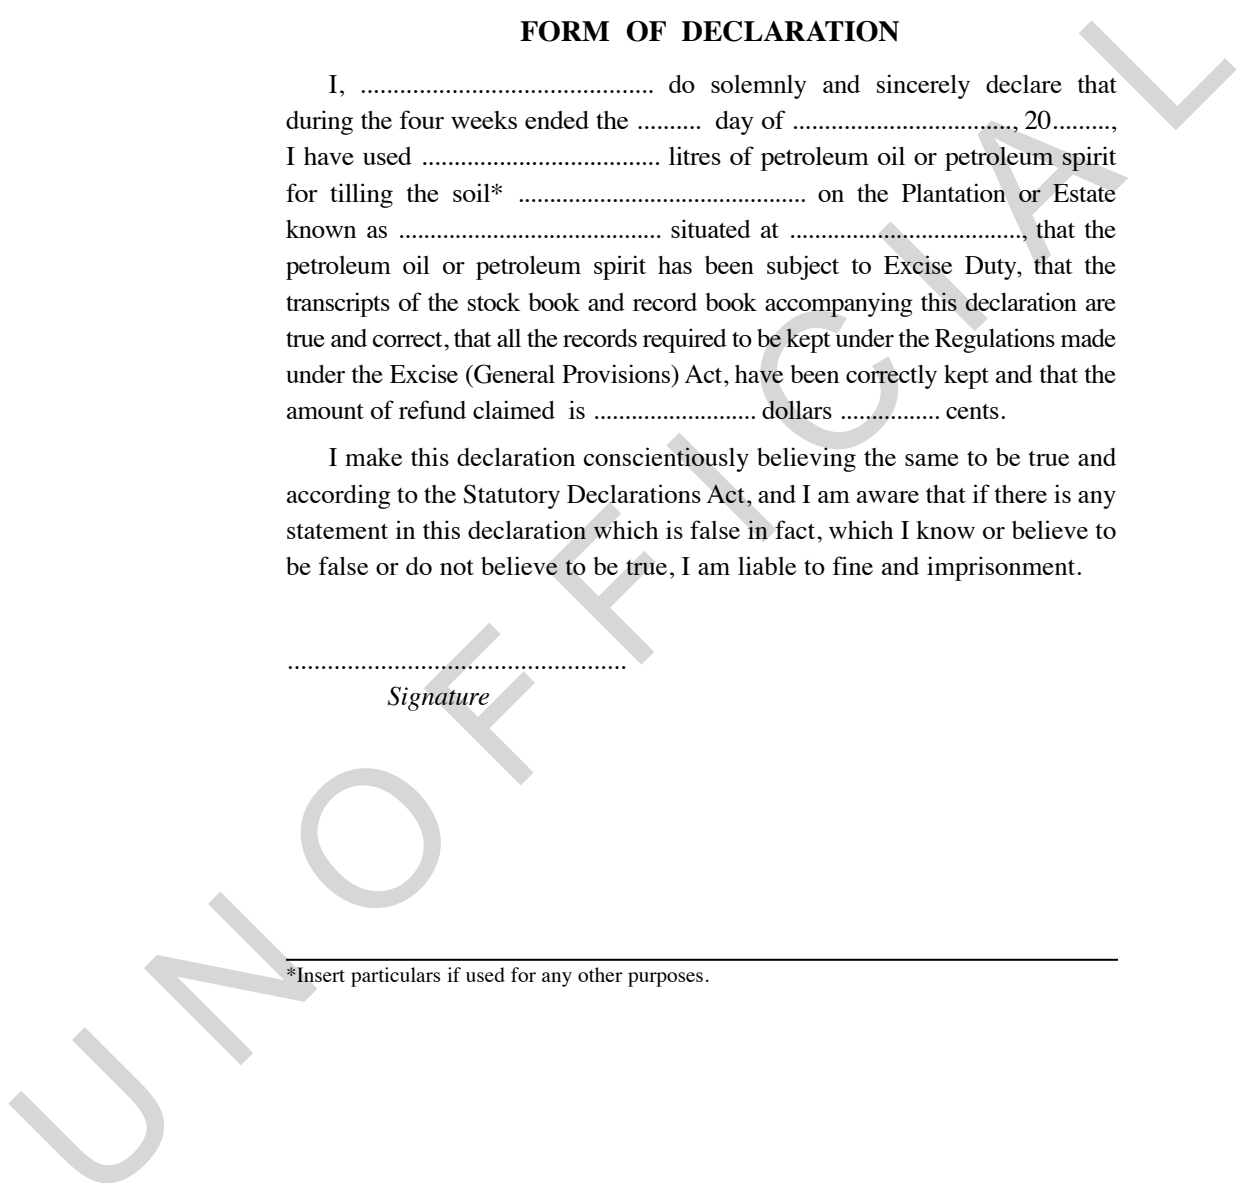 FORM OF DECLARATION
I, ............................................ do solemnly and sincerely declare that
during the four weeks ended the .......... day of .................................., 20.........,
I have used .................................... litres of petroleum oil or petroleum spirit
for tilling the soil* ............................................ on the Plantation or Estate
known as ........................................ situated at ...................................., that the
petroleum oil or petroleum spirit has been subject to Excise Duty, that the
transcripts of the stock book and record book accompanying this declaration are
true and correct, that all the records required to be kept under the Regulations made
under the Excise (General Provisions) Act, have been correctly kept and that the
amount of refund claimed is ......................... dollars ............... cents.
I make this declaration conscientiously believing the same to be true and
according to the Statutory Declarations Act, and I am aware that if there is any
statement in this declaration which is false in fact, which I know or believe to
be false or do not believe to be true, I am liable to fine and imprisonment.
...................................................
Signature
*Insert particulars if used for any other purposes.
UNOFFICIAL